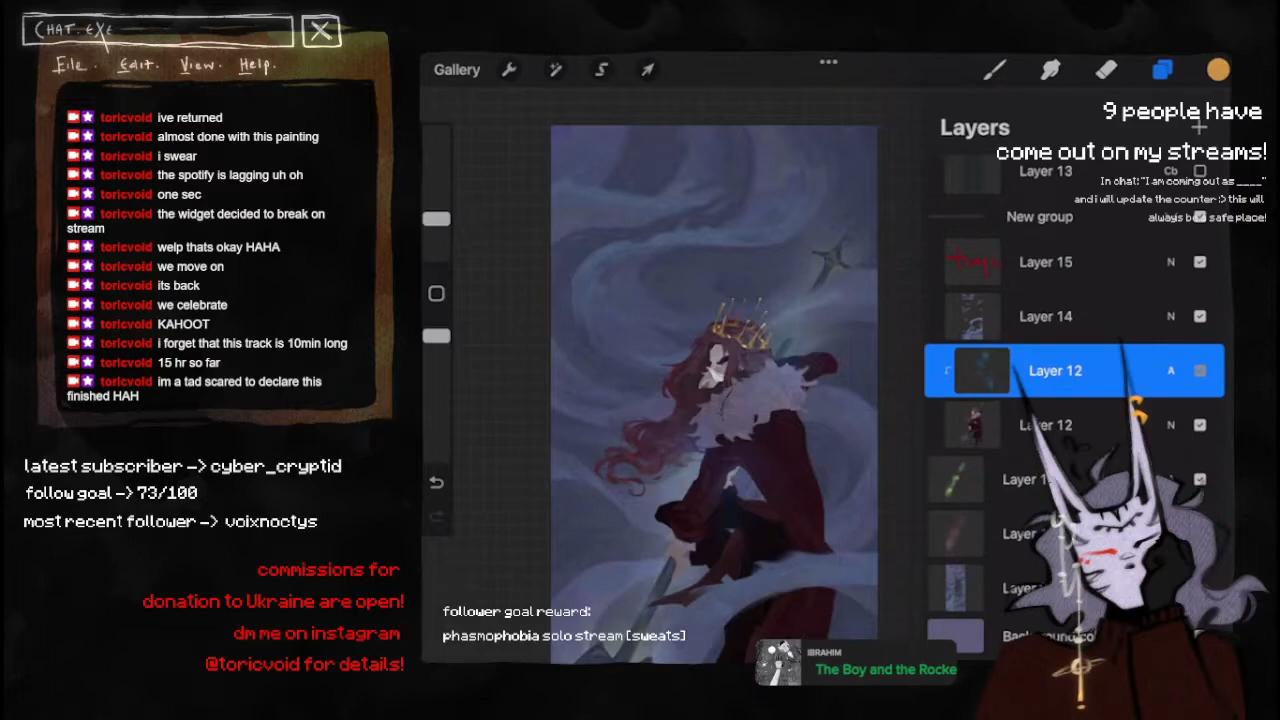 CHAT.EXE
File. Edit. View. Help.
toricvoid ive returned
toricvoid almost done with this painting
toricvoid i swear
toricvoid the spotify is lagging uh oh
toricvoid one sec
toricvoid the widget decided to break on
stream
toricvoid welp thats okay HAHA
toricvoid we move on
toricvoid its back
toricvoid we celebrate
toricvoid KAHOOT
toricvoid i forget that this track is 10min long
toricvoid 15 hr so far
toricvoid im a tad scared to declare this
finished HAH
latest subscriber -> cyber_cryptid
follow goal -> 73/100
most recent follower -> voixnoctys
commissions for
donation to Ukraine are open!
dm me on instagram
@toricvoid for details!
Gallery
Layers
9 people have
come out on my streams!
In chat: "I am coming out as ____"
and i will update the counter :> this will
always be a safe place!
Layer 13 Cb
New group
Layer 15 N
Layer 14 N
Layer 12 A
Layer 12 N
Layer
Layer
Layer
follower goal reward:
phasmophobia solo stream [sweats]
IBRAHIM
The Boy and the Rocke